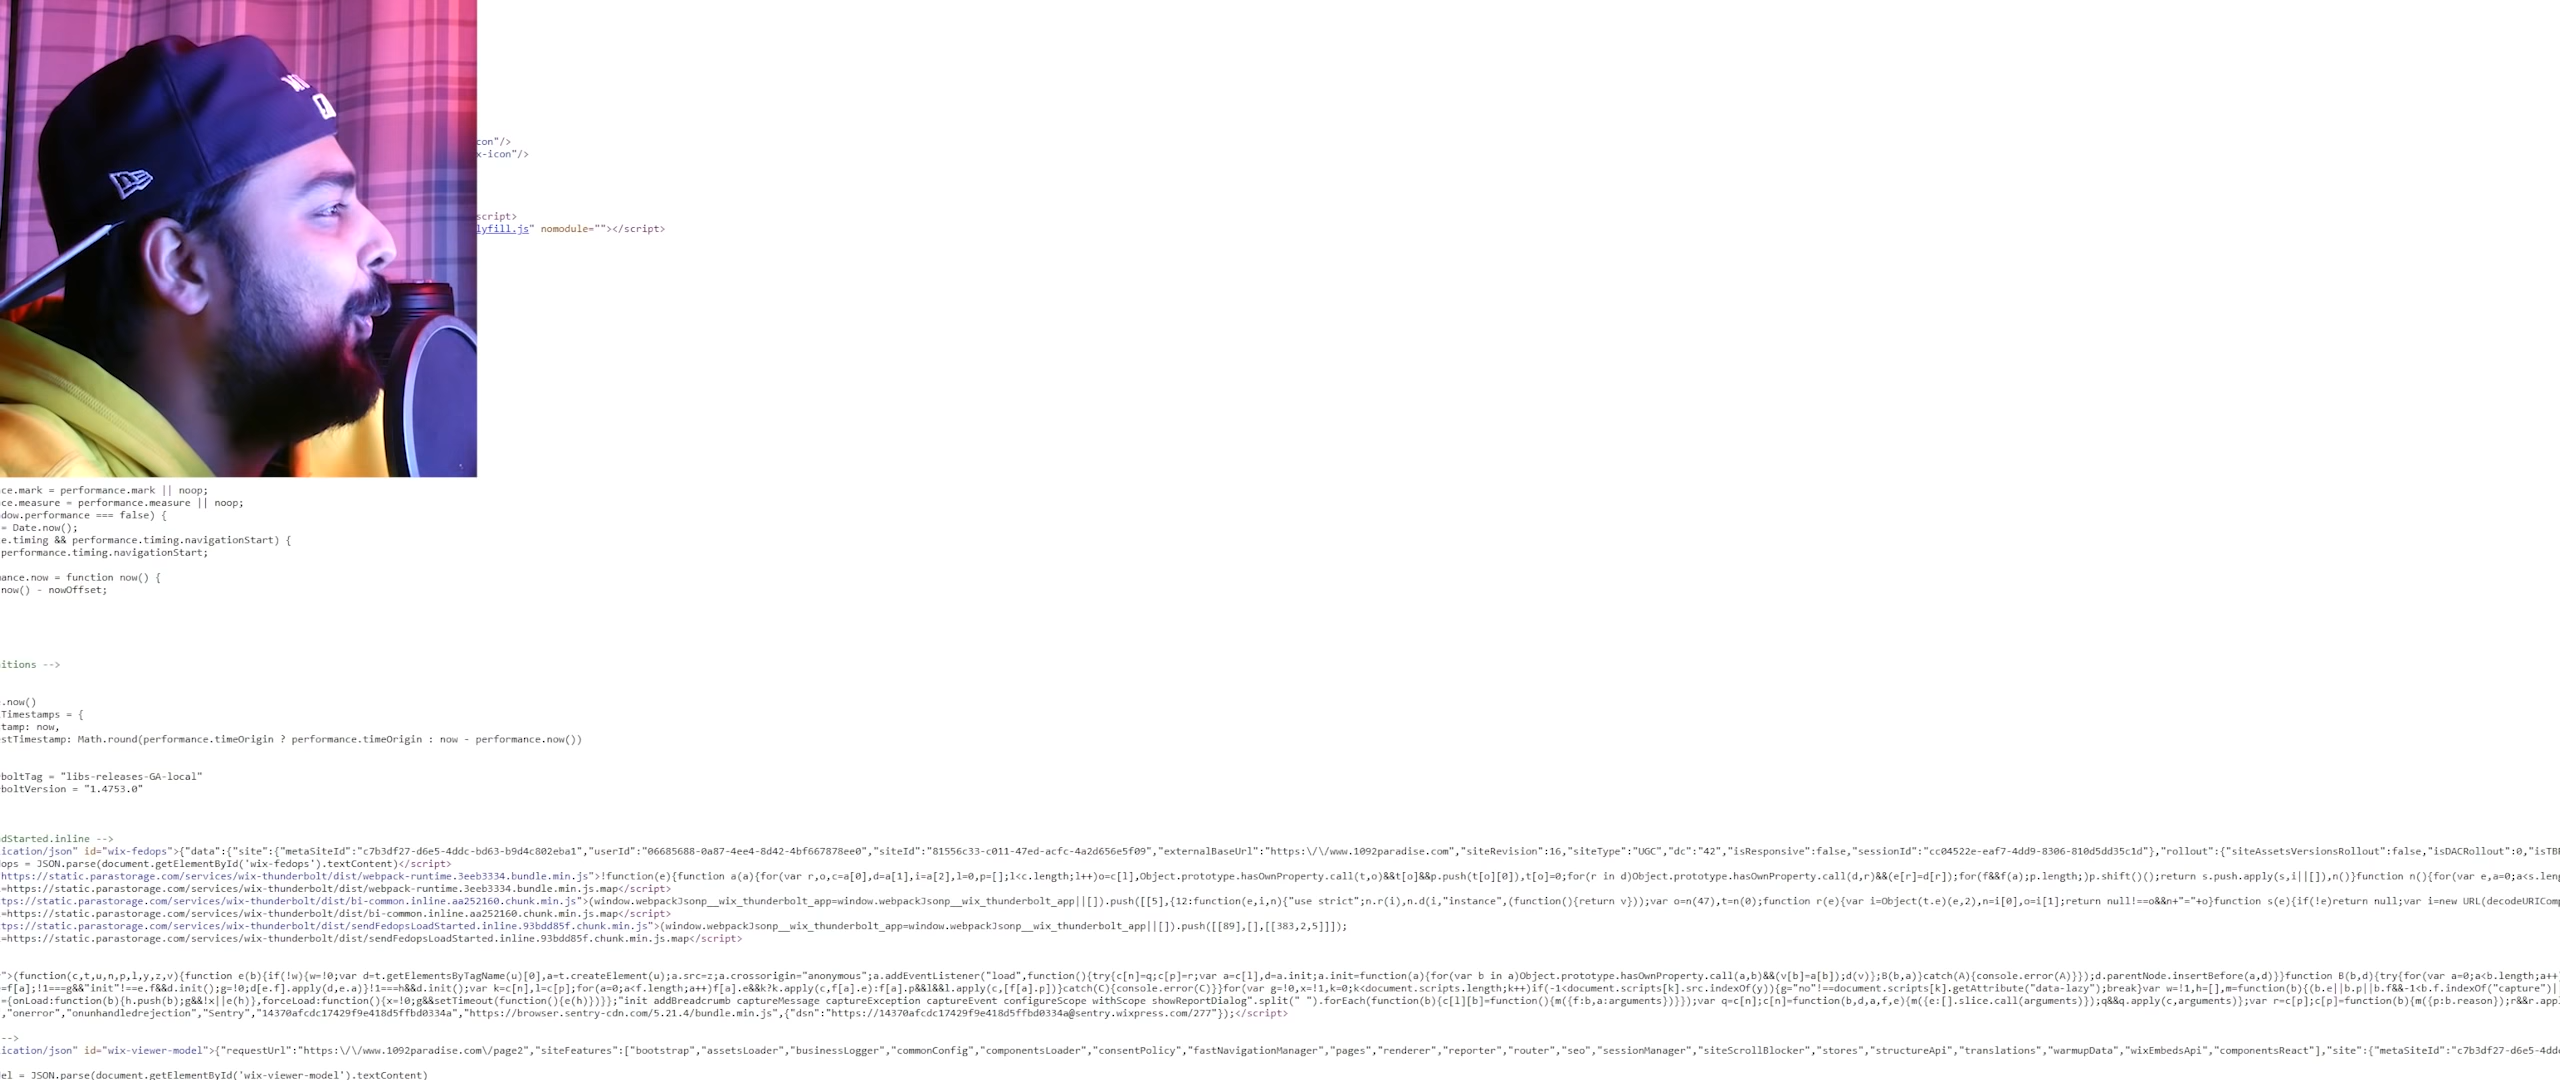 con"/>
x-icon"/>
script>
lyfill.js" nomodule=""></script>
ce.mark = performance.mark || noop;
ce.measure = performance.measure || noop;
dow.performance === false) {
= Date.now();
e.timing && performance.timing.navigationStart) {
performance.timing.navigationStart;
mance.now = function now() {
now() - nowOffset;
itions -->
.now()
Timestamps = {
tamp: now,
stTimestamp: Math.round(performance.timeOrigin ? performance.timeOrigin : now - performance.now())
boltTag = "libs-releases-GA-local"
boltVersion = "1.4753.0"
dStarted.inline -->
ication/json" id="wix-fedops">{"data":{"site":{"metaSiteId":"c7b3df27-d6e5-4ddc-bd63-b9d4c802eba1","userId":"06685688-0a87-4ee4-8d42-4bf667878ee0","siteId":"81556c33-c011-47ed-acfc-4a2d656e5f09","externalBaseUrl":"https:\/\/www.1092paradise.com","siteRevision":16,"siteType":"UGC","dc":"42","isResponsive":false,"sessionId":"cc04522e-eaf7-4dd9-8306-810d5dd35c1d"},"rollout":{"siteAssetsVersionsRollout":false,"isDACRollout":0,"isTB
ops = JSON.parse(document.getElementById('wix-fedops').textContent)</script>
https://static.parastorage.com/services/wix-thunderbolt/dist/webpack-runtime.3eeb3334.bundle.min.js">!function(e){function a(a){for(var r,o,c=a[0],d=a[1],i=a[2],l=0,p=[];l<c.length;l++)o=c[l],Object.prototype.hasOwnProperty.call(t,o)&&t[o]&&p.push(t[o][0]),t[o]=0;for(r in d)Object.prototype.hasOwnProperty.call(d,r)&&(e[r]=d[r]);for(f&&f(a);p.length;)p.shift()();return s.push.apply(s,i||[]),n()}function n(){for(var e,a=0;a<s.leng
=https://static.parastorage.com/services/wix-thunderbolt/dist/webpack-runtime.3eeb3334.bundle.min.js.map</script>
tps://static.parastorage.com/services/wix-thunderbolt/dist/bi-common.inline.aa252160.chunk.min.js">(window.webpackJsonp__wix_thunderbolt_app=window.webpackJsonp__wix_thunderbolt_app||[]).push([[5],{12:function(e,i,n){"use strict";n.r(i),n.d(i,"instance",(function(){return v}));var o=n(47),t=n(0);function r(e){var i=Object(t.e)(e,2),n=i[0],o=i[1];return null!==o&&n+"="+o}function s(e){if(!e)return null;var i=new URL(decodeURICom
=https://static.parastorage.com/services/wix-thunderbolt/dist/bi-common.inline.aa252160.chunk.min.js.map</script>
tps://static.parastorage.com/services/wix-thunderbolt/dist/sendFedopsLoadStarted.inline.93bdd85f.chunk.min.js">(window.webpackJsonp__wix_thunderbolt_app=window.webpackJsonp__wix_thunderbolt_app||[]).push([[89],[],[[383,2,5]]]);
=https://static.parastorage.com/services/wix-thunderbolt/dist/sendFedopsLoadStarted.inline.93bdd85f.chunk.min.js.map</script>
">(function(c,t,u,n,p,l,y,z,v){function e(b){if(!w){w=!0;var d=t.getElementsByTagName(u)[0],a=t.createElement(u);a.src=z;a.crossorigin="anonymous";a.addEventListener("load",function(){try{c[n]=q;c[p]=r;var a=c[l],d=a.init;a.init=function(a){for(var b in a)Object.prototype.hasOwnProperty.call(a,b)&&(v[b]=a[b]);d(v)};B(b,a)}catch(A){console.error(A)}});d.parentNode.insertBefore(a,d)}}function B(b,d){try{for(var a=0;a<b.length;a++
=f[a];!1===g&&"init"!==e.f&&d.init();g=!0;d[e.f].apply(d,e.a)}!1===h&&d.init();var k=c[n],l=c[p];for(a=0;a<f.length;a++)f[a].e&&k?k.apply(c,f[a].e):f[a].p&&l&&l.apply(c,[f[a].p])}catch(C){console.error(C)}}for(var g=!0,x=!1,k=0;k<document.scripts.length;k++)if(-1<document.scripts[k].src.indexOf(y)){g="no"!==document.scripts[k].getAttribute("data-lazy");break}var w=!1,h=[],m=function(b){(b.e||b.p||b.f&&-1<b.f.indexOf("capture")||
={onLoad:function(b){h.push(b);g&&!x||e(h)},forceLoad:function(){x=!0;g&&setTimeout(function(){e(h)})}};"init addBreadcrumb captureMessage captureException captureEvent configureScope withScope showReportDialog".split(" ").forEach(function(b){c[l][b]=function(){m({f:b,a:arguments})}});var q=c[n];c[n]=function(b,d,a,f,e){m({e:[].slice.call(arguments)});q&&q.apply(c,arguments)};var r=c[p];c[p]=function(b){m({p:b.reason});r&&r.app
,"onerror","onunhandledrejection","Sentry","14370afcdc17429f9e418d5ffbd0334a","https://browser.sentry-cdn.com/5.21.4/bundle.min.js",{"dsn":"https://14370afcdc17429f9e418d5ffbd0334a@sentry.wixpress.com/277"});</script>
-->
ication/json" id="wix-viewer-model">{"requestUrl":"https:\/\/www.1092paradise.com\/page2","siteFeatures":["bootstrap","assetsLoader","businessLogger","commonConfig","componentsLoader","consentPolicy","fastNavigationManager","pages","renderer","reporter","router","seo","sessionManager","siteScrollBlocker","stores","structureApi","translations","warmupData","wixEmbedsApi","componentsReact"],"site":{"metaSiteId":"c7b3df27-d6e5-4dd
el = JSON.parse(document.getElementById('wix-viewer-model').textContent)